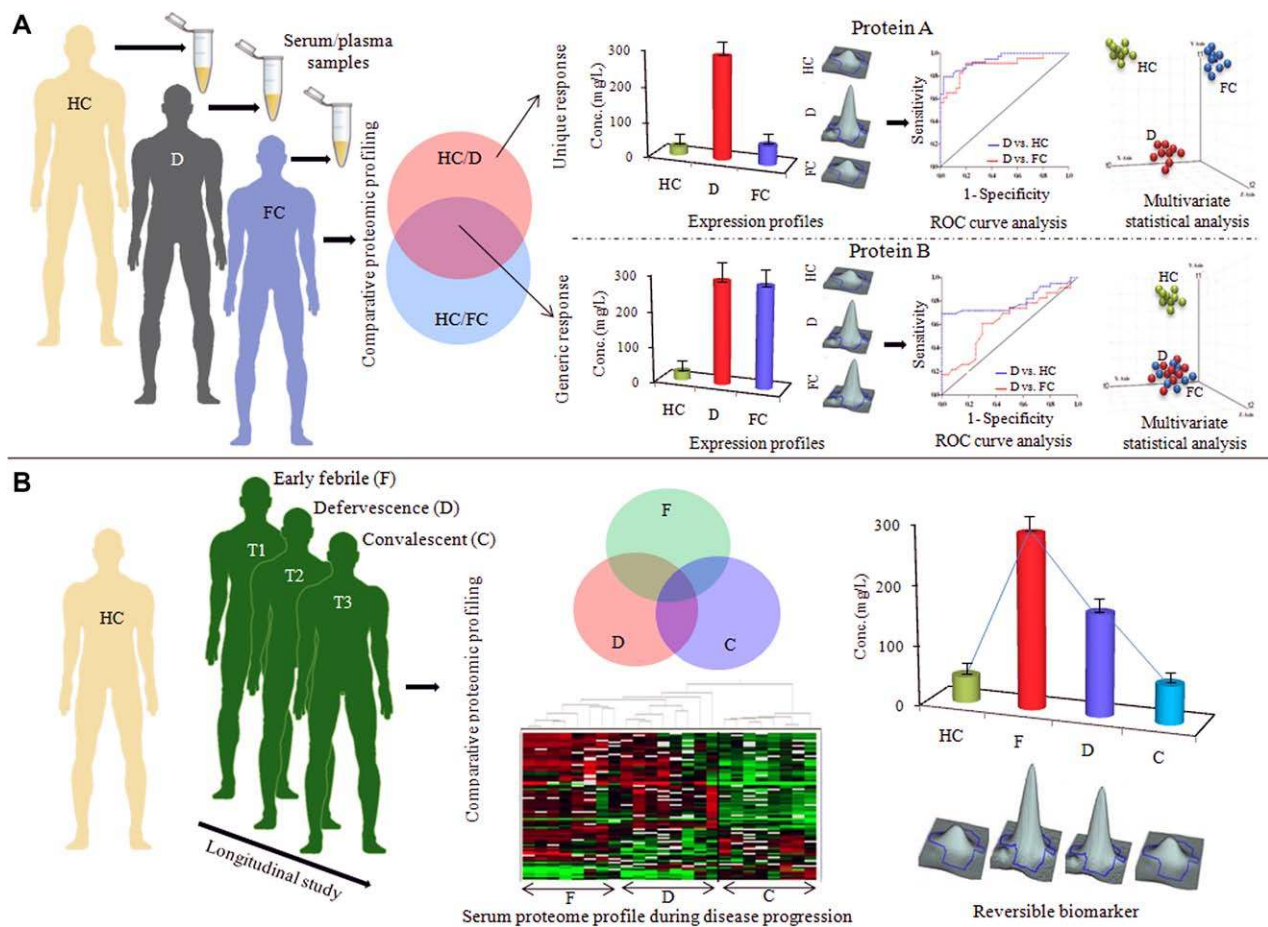 A
HC
D
FC
Serum/plasma
samples
Comparative proteomic profiling
HC/D
HC/FC
Unique response
Generic response
Protein A
Conc.(mg/L)
300
200
100
0
HC
D
FC
Expression profiles
HC
D
FC
Sensitivity
D vs. HC
D vs. FC
1- Specificity
ROC curve analysis
HC
FC
D
Multivariate
statistical analysis
Protein B
Conc.(mg/L)
300
200
100
0
HC
D
FC
Expression profiles
HC
D
FC
Sensitivity
D vs. HC
D vs. FC
1- Specificity
ROC curve analysis
HC
D
FC
Multivariate
statistical analysis
B
HC
Early febrile (F)
Defervescence (D)
Convalescent (C)
T1
T2
T3
Longitudinal study
Comparative proteomic profiling
F
D
C
F
D
C
Serum proteome profile during disease progression
Conc.(mg/L)
300
200
100
0
HC
F
D
C
Reversible biomarker